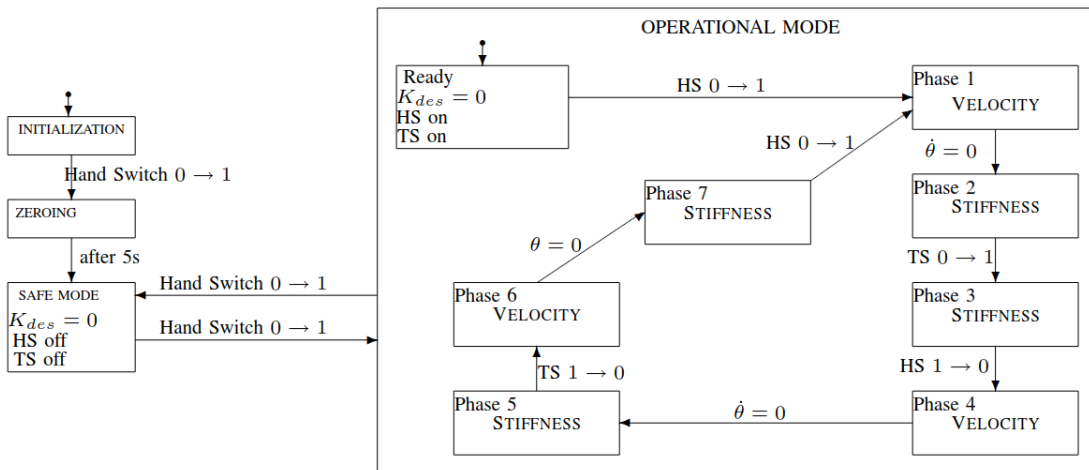 OPERATIONAL MODE
INITIALIZATION
Hand Switch 0 → 1
ZEROING
after 5s
SAFE MODE
K_des = 0
HS off
TS off
Hand Switch 0 → 1
Hand Switch 0 → 1
Ready
K_des = 0
HS on
TS on
HS 0 → 1
Phase 1
VELOCITY
θ̇ = 0
Phase 2
STIFFNESS
TS 0 → 1
Phase 3
STIFFNESS
HS 1 → 0
Phase 4
VELOCITY
θ̇ = 0
Phase 5
STIFFNESS
TS 1 → 0
Phase 6
VELOCITY
θ = 0
Phase 7
STIFFNESS
HS 0 → 1